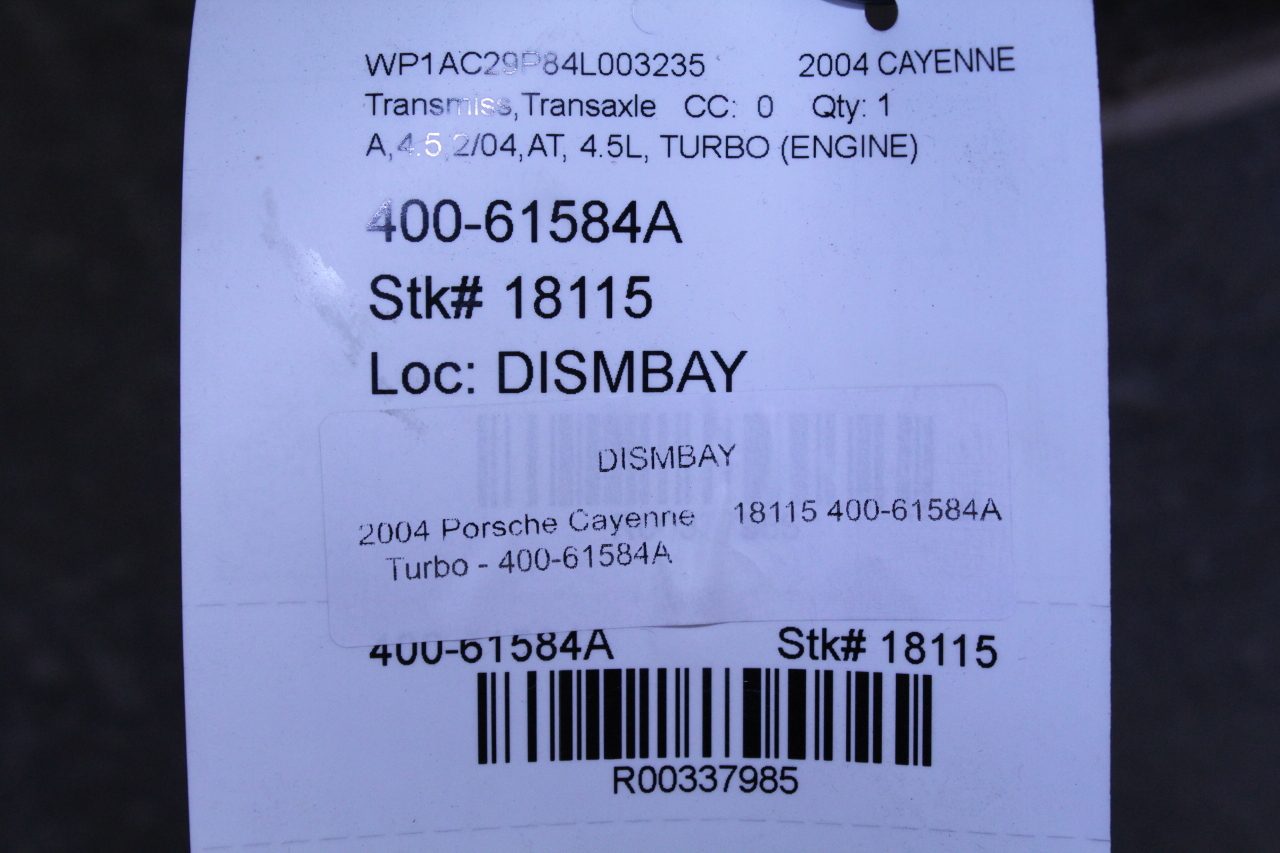 WP1AC29P84L003235 2004 CAYENNE
Transmiss,Transaxle CC: 0 Qty: 1
A,4.5,2/04,AT, 4.5L, TURBO (ENGINE)
400-61584A
Stk# 18115
Loc: DISMBAY
DISMBAY
2004 Porsche Cayenne 18115 400-61584A
Turbo - 400-61584A
400-61584A Stk# 18115
R00337985